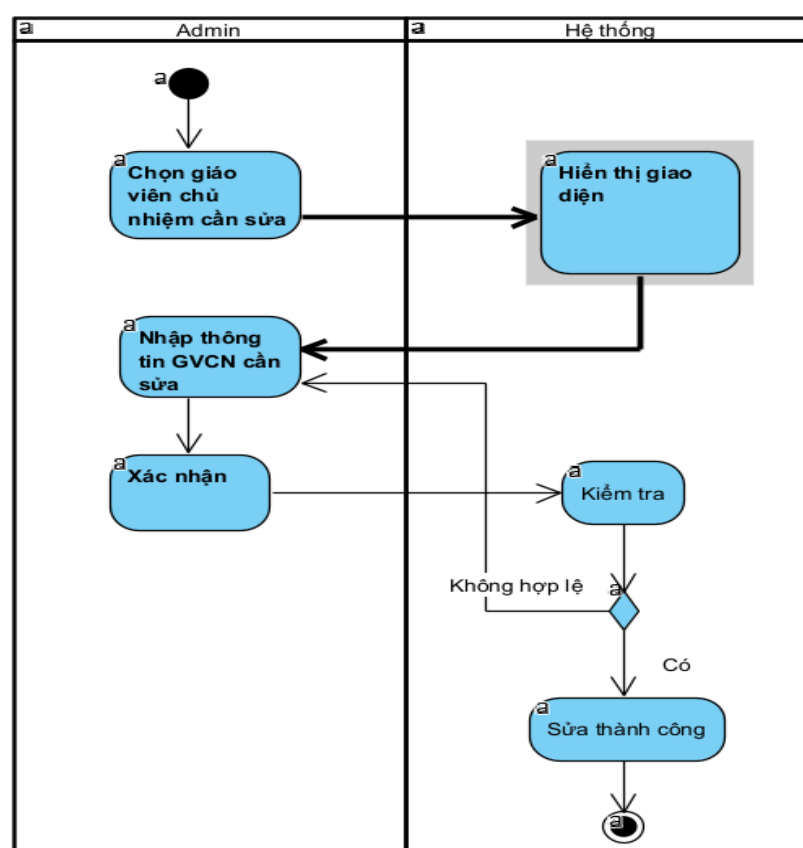 a Admin
a Hệ thống
a
a Chọn giáo
viên chủ
nhiệm cần sửa
a Hiển thị giao
diện
a Nhập thông
tin GVCN cần
sửa
a Xác nhận
a
Kiểm tra
Không hợp lệ
a
Có
a
Sửa thành công
a